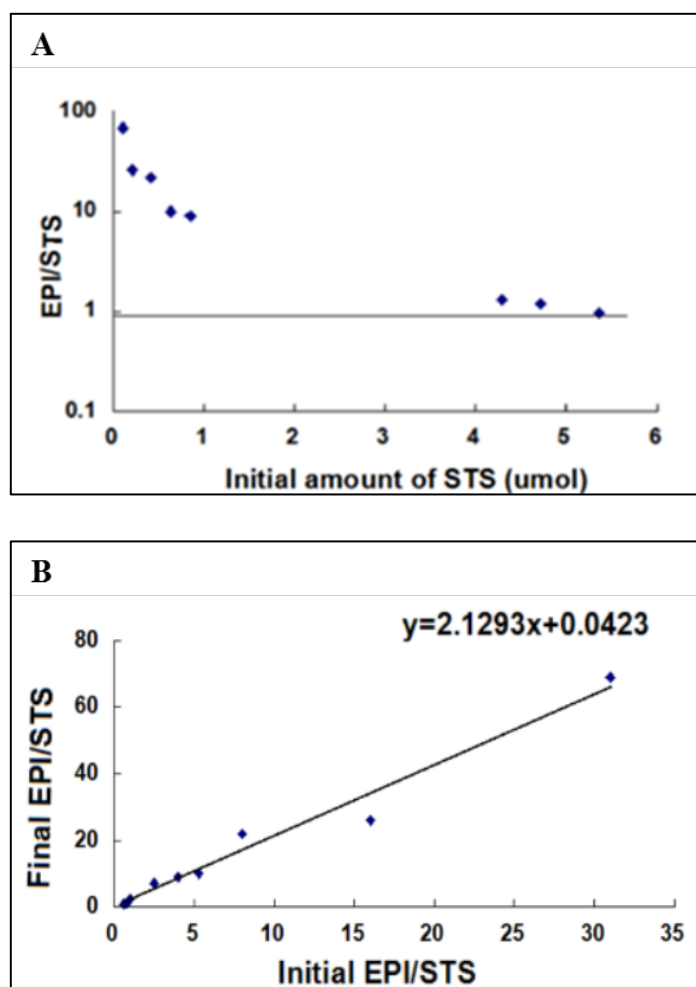 A
100
10
1
0.1
EPI/STS
0 1 2 3 4 5 6
Initial amount of STS (umol)
B
y=2.1293x+0.0423
80
60
40
20
0
Final EPI/STS
0 5 10 15 20 25 30 35
Initial EPI/STS